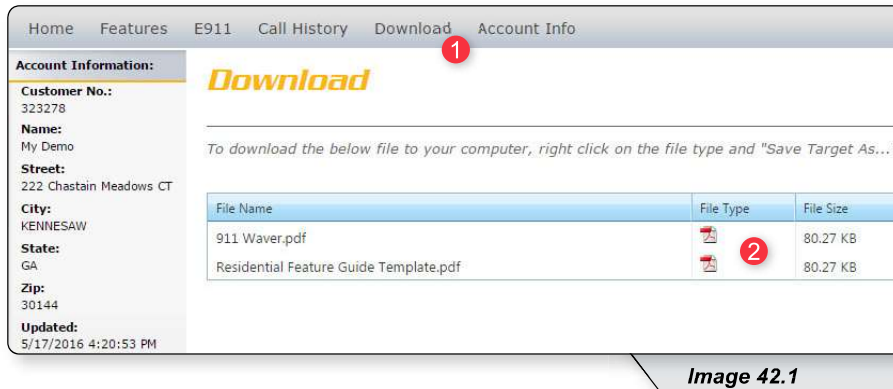 Home Features E911 Call History Download Account Info
1
Account Information:
Customer No.:
323278
Name:
My Demo
Street:
222 Chastain Meadows CT
City:
KENNESAW
State:
GA
Zip:
30144
Updated:
5/17/2016 4:20:53 PM
Download
To download the below file to your computer, right click on the file type and "Save Target As...
File Name File Type File Size
911 Waver.pdf 80.27 KB
2
Residential Feature Guide Template.pdf 80.27 KB
Image 42.1